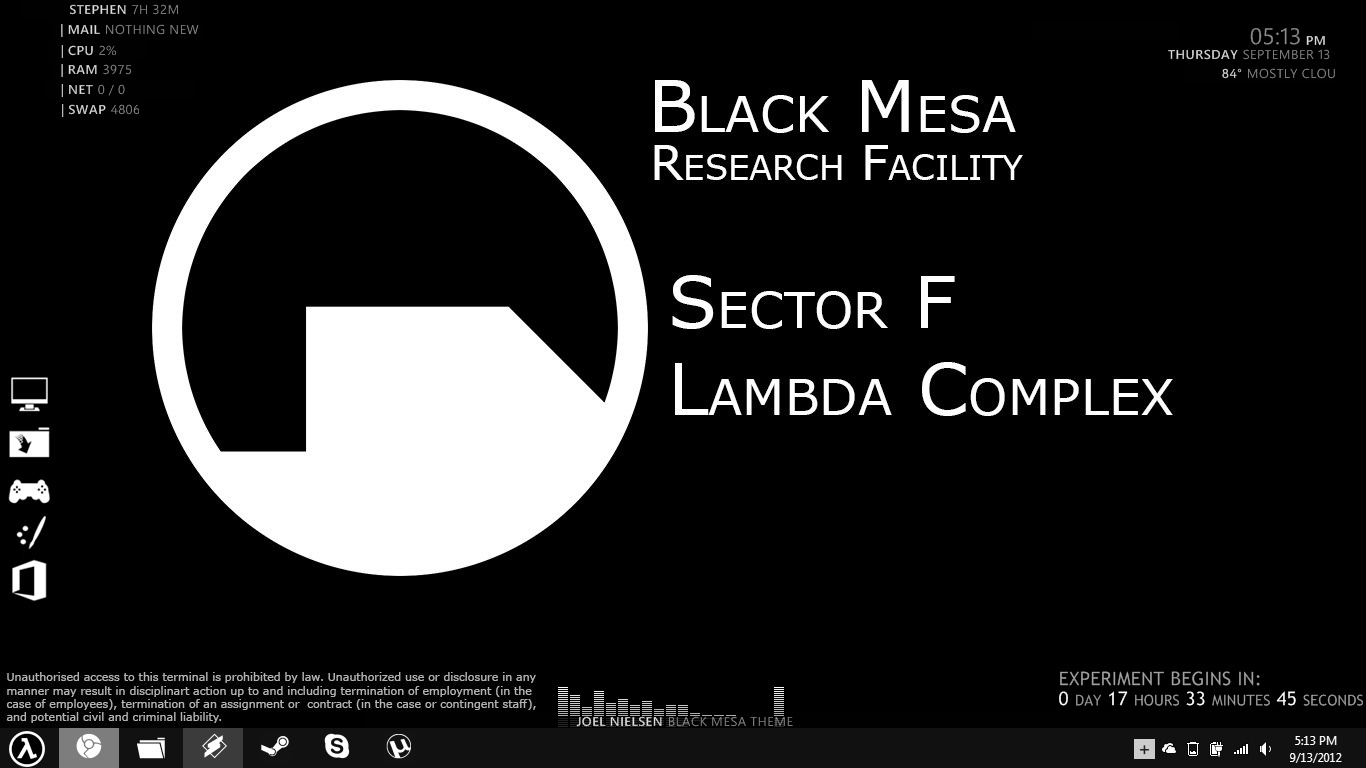 STEPHEN 7H 32M
| MAIL NOTHING NEW
| CPU 2%
| RAM 3975
| NET 0 / 0
| SWAP 4806
05:13 PM
THURSDAY SEPTEMBER 13
84° MOSTLY CLOU
BLACK MESA
RESEARCH FACILITY
SECTOR F
LAMBDA COMPLEX
Unauthorised access to this terminal is prohibited by law. Unauthorized use or disclosure in any
manner may result in disciplinart action up to and including termination of employment (in the
case of employees), termination of an assignment or contract (in the case or contingent staff),
and potential civil and criminal liability.
JOEL NIELSEN BLACK MESA THEME
EXPERIMENT BEGINS IN:
0 DAY 17 HOURS 33 MINUTES 45 SECONDS
5:13 PM
9/13/2012